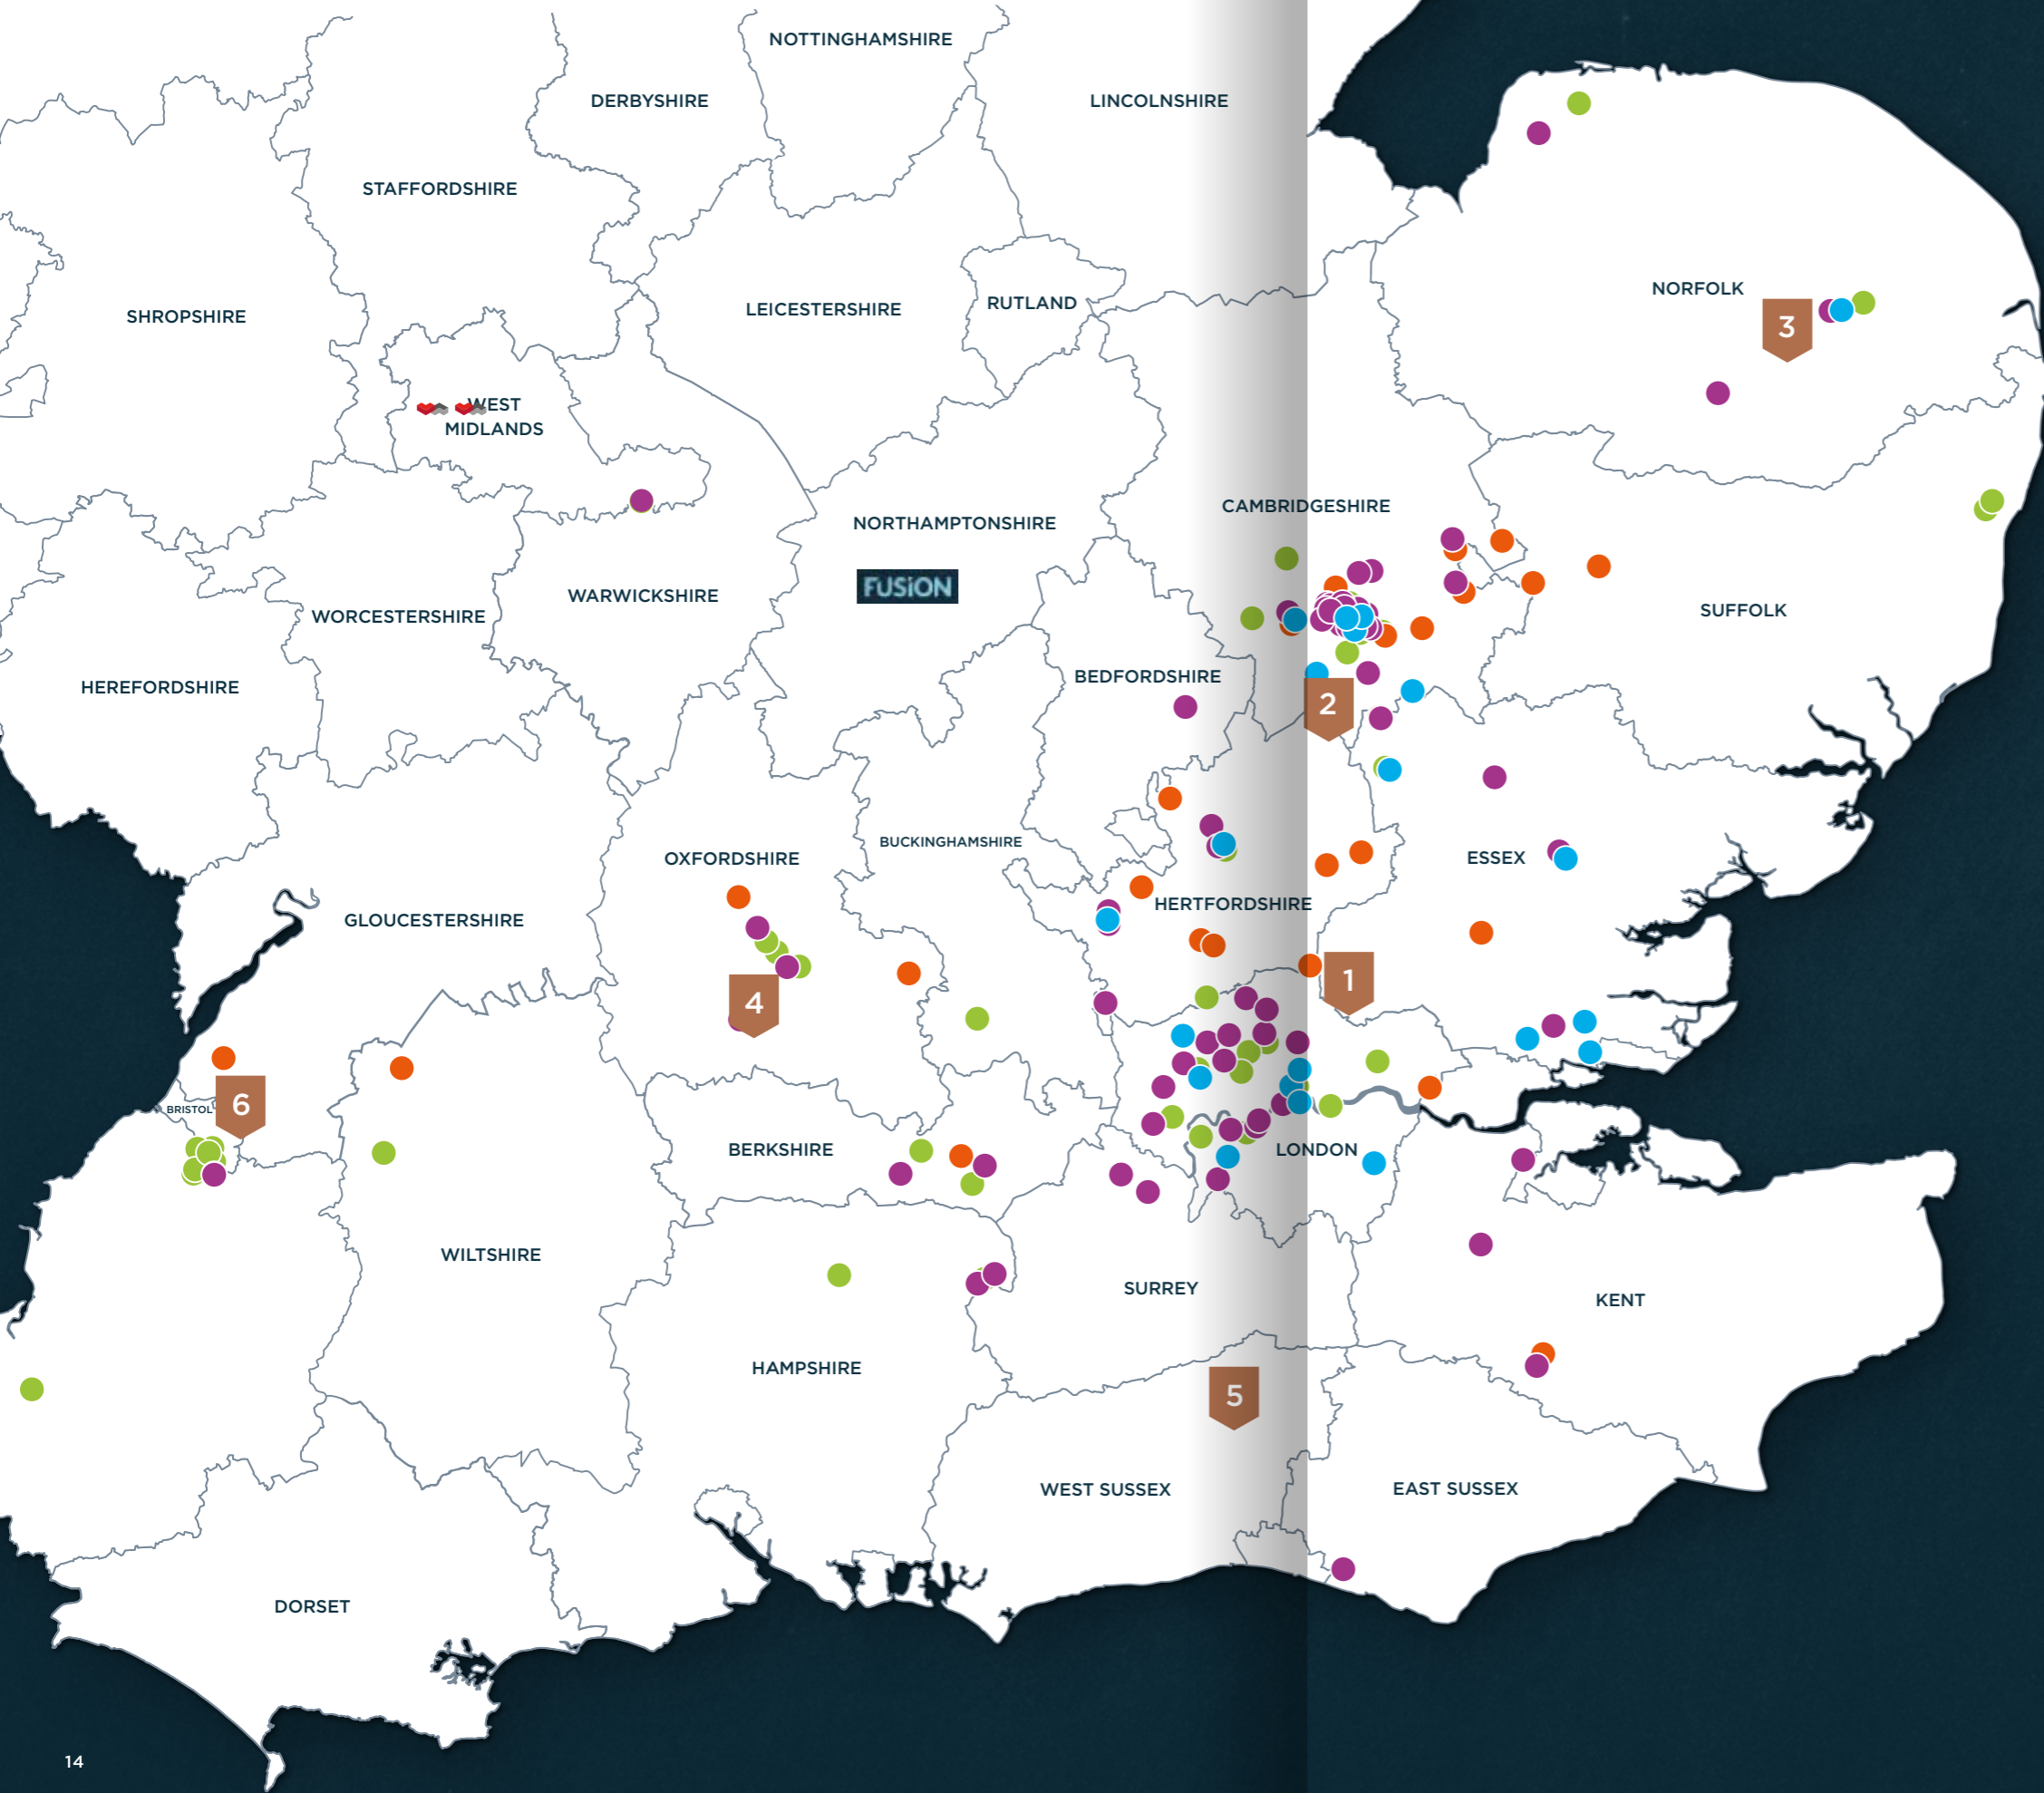 NOTTINGHAMSHIRE
DERBYSHIRE
LINCOLNSHIRE
STAFFORDSHIRE
NORFOLK
SHROPSHIRE
LEICESTERSHIRE
RUTLAND
3
WEST
MIDLANDS
CAMBRIDGESHIRE
NORTHAMPTONSHIRE
FUSiON
WARWICKSHIRE
WORCESTERSHIRE
SUFFOLK
HEREFORDSHIRE
BEDFORDSHIRE
2
OXFORDSHIRE
BUCKINGHAMSHIRE
ESSEX
HERTFORDSHIRE
GLOUCESTERSHIRE
1
4
6
BRISTOL
BERKSHIRE
LONDON
WILTSHIRE
SURREY
KENT
HAMPSHIRE
5
WEST SUSSEX
EAST SUSSEX
DORSET
14